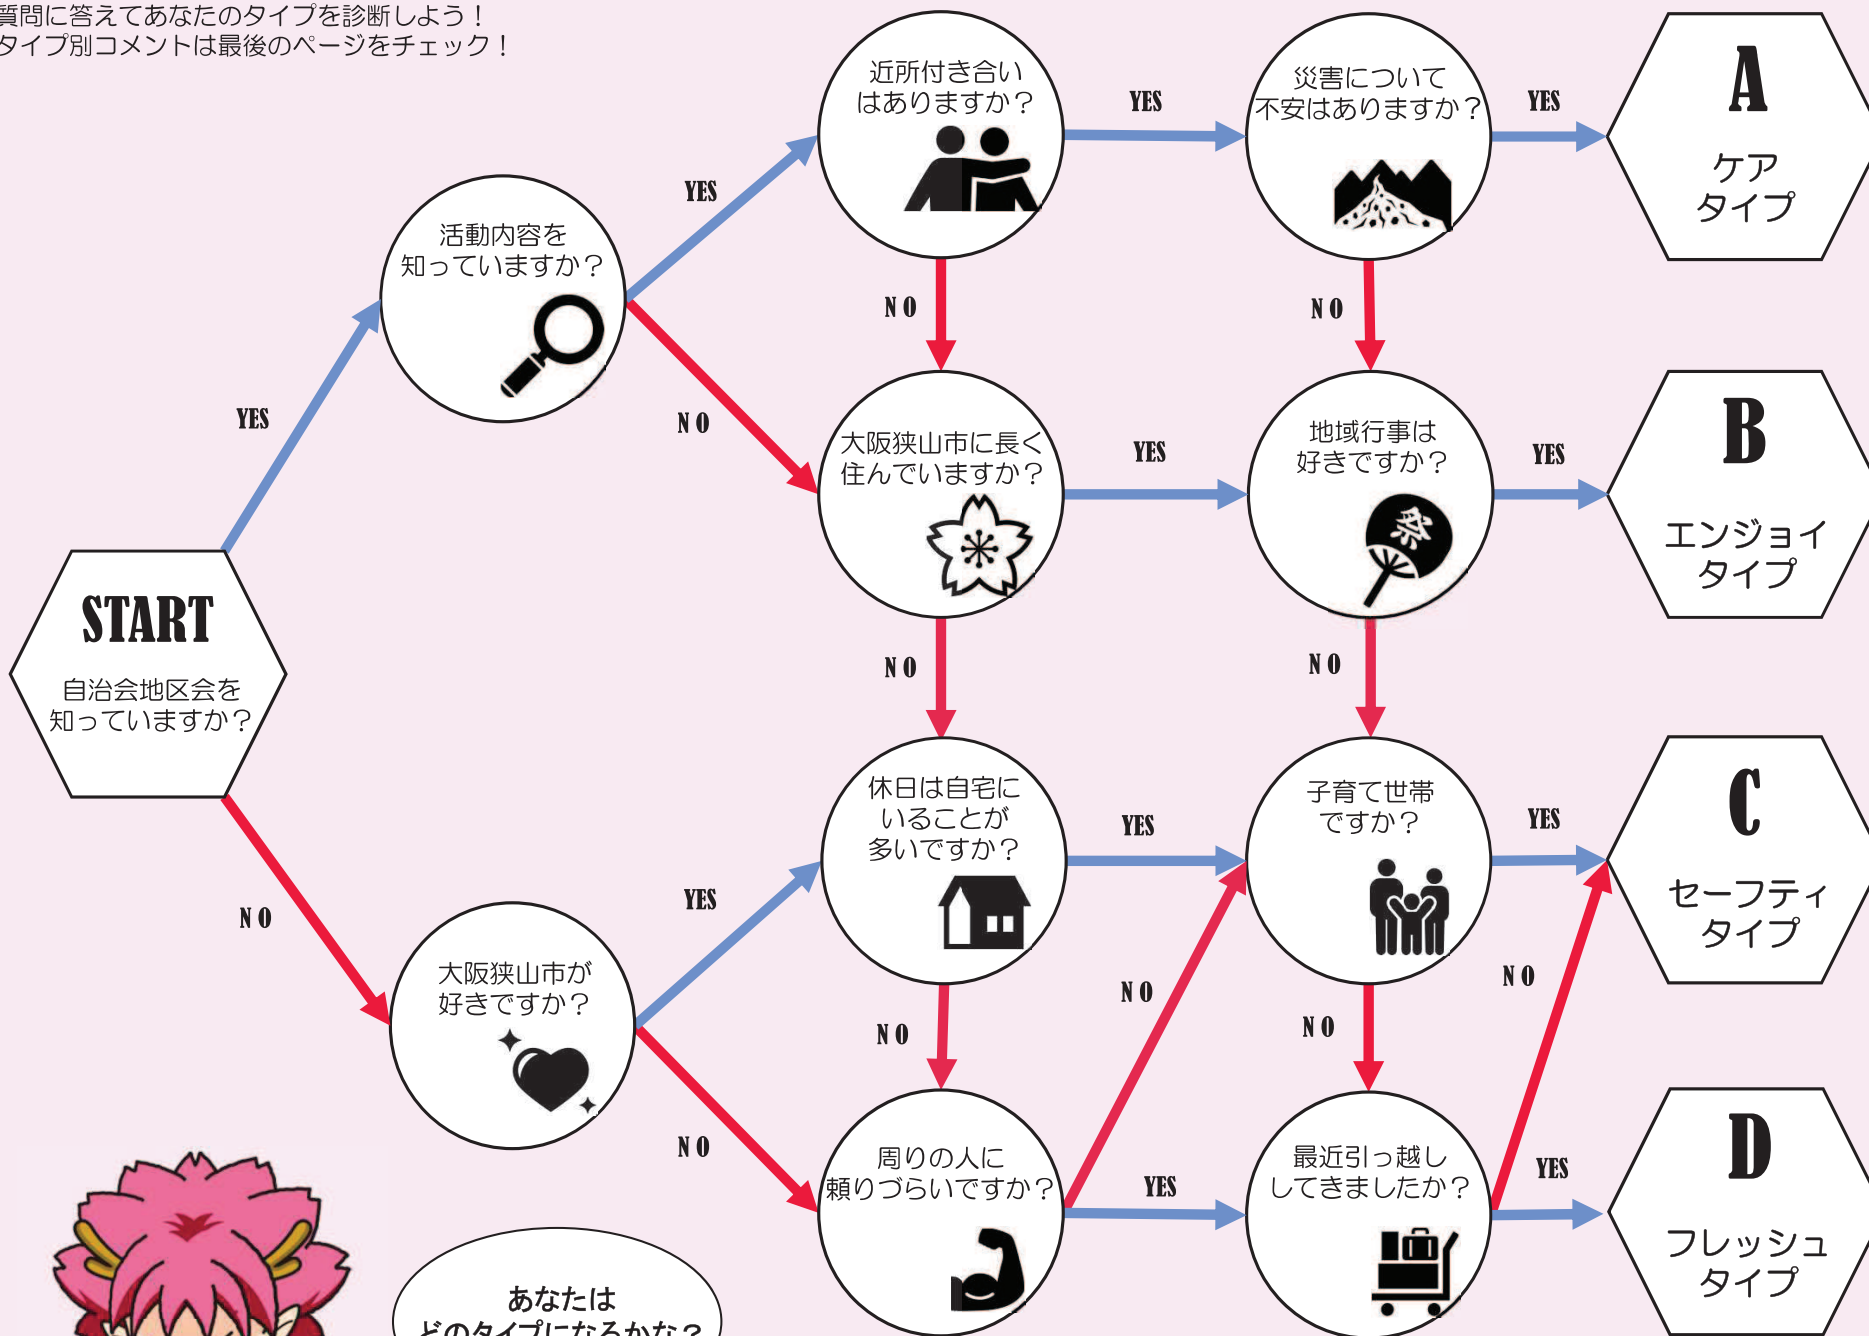 質問に答えてあなたのタイプを診断しよう！
タイプ別コメントは最後のページをチェック！
START
自治会地区会を
知っていますか？
YES
NO
活動内容を
知っていますか？
YES
NO
大阪狭山市が
好きですか？
YES
NO
近所付き合い
はありますか？
YES
NO
大阪狭山市に長く
住んでいますか？
YES
NO
休日は自宅に
いることが
多いですか？
YES
NO
周りの人に
頼りづらいですか？
YES
NO
災害について
不安はありますか？
YES
NO
地域行事は
好きですか？
祭
YES
NO
子育て世帯
ですか？
YES
NO
最近引っ越し
してきましたか？
YES
NO
A
ケア
タイプ
B
エンジョイ
タイプ
C
セーフティ
タイプ
D
フレッシュ
タイプ
あなたは
どのタイプになるかな？